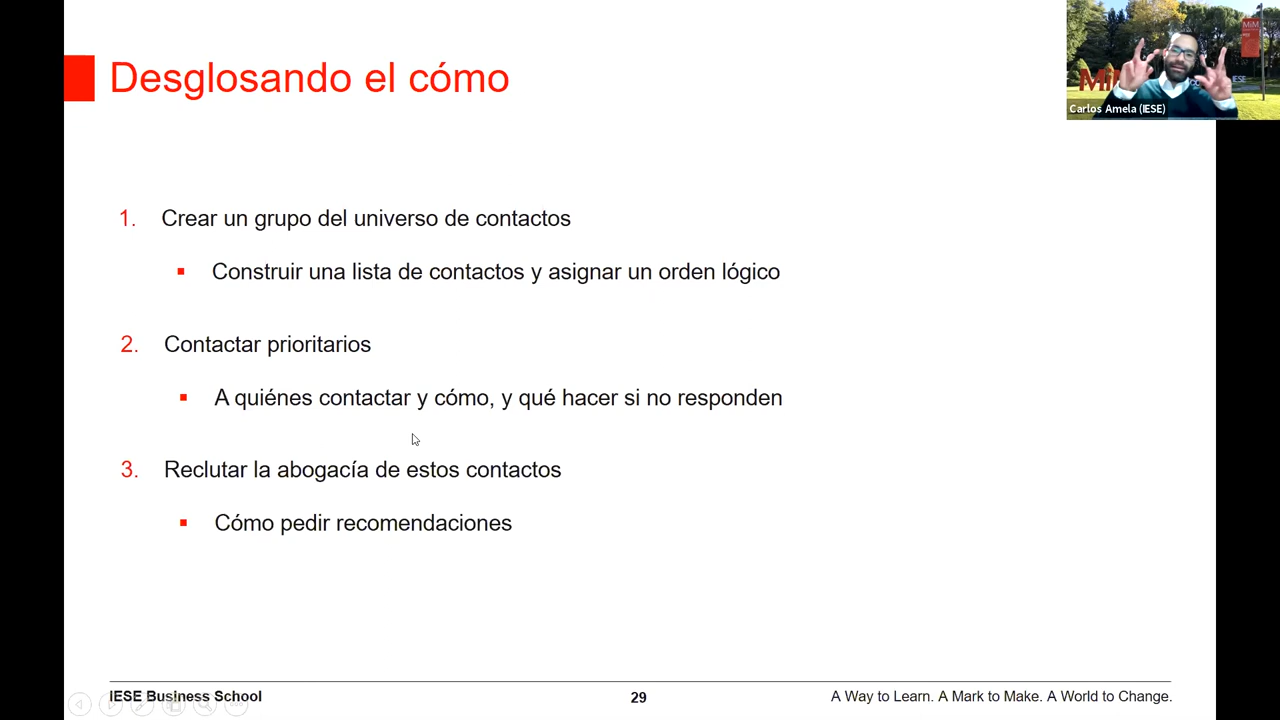 Desglosando el cómo
MiM
MiM
IESE
Carlos Amela (IESE)
1. Crear un grupo del universo de contactos
▪ Construir una lista de contactos y asignar un orden lógico
2. Contactar prioritarios
▪ A quiénes contactar y cómo, y qué hacer si no responden
3. Reclutar la abogacía de estos contactos
▪ Cómo pedir recomendaciones
IESE Business School
29
A Way to Learn. A Mark to Make. A World to Change.